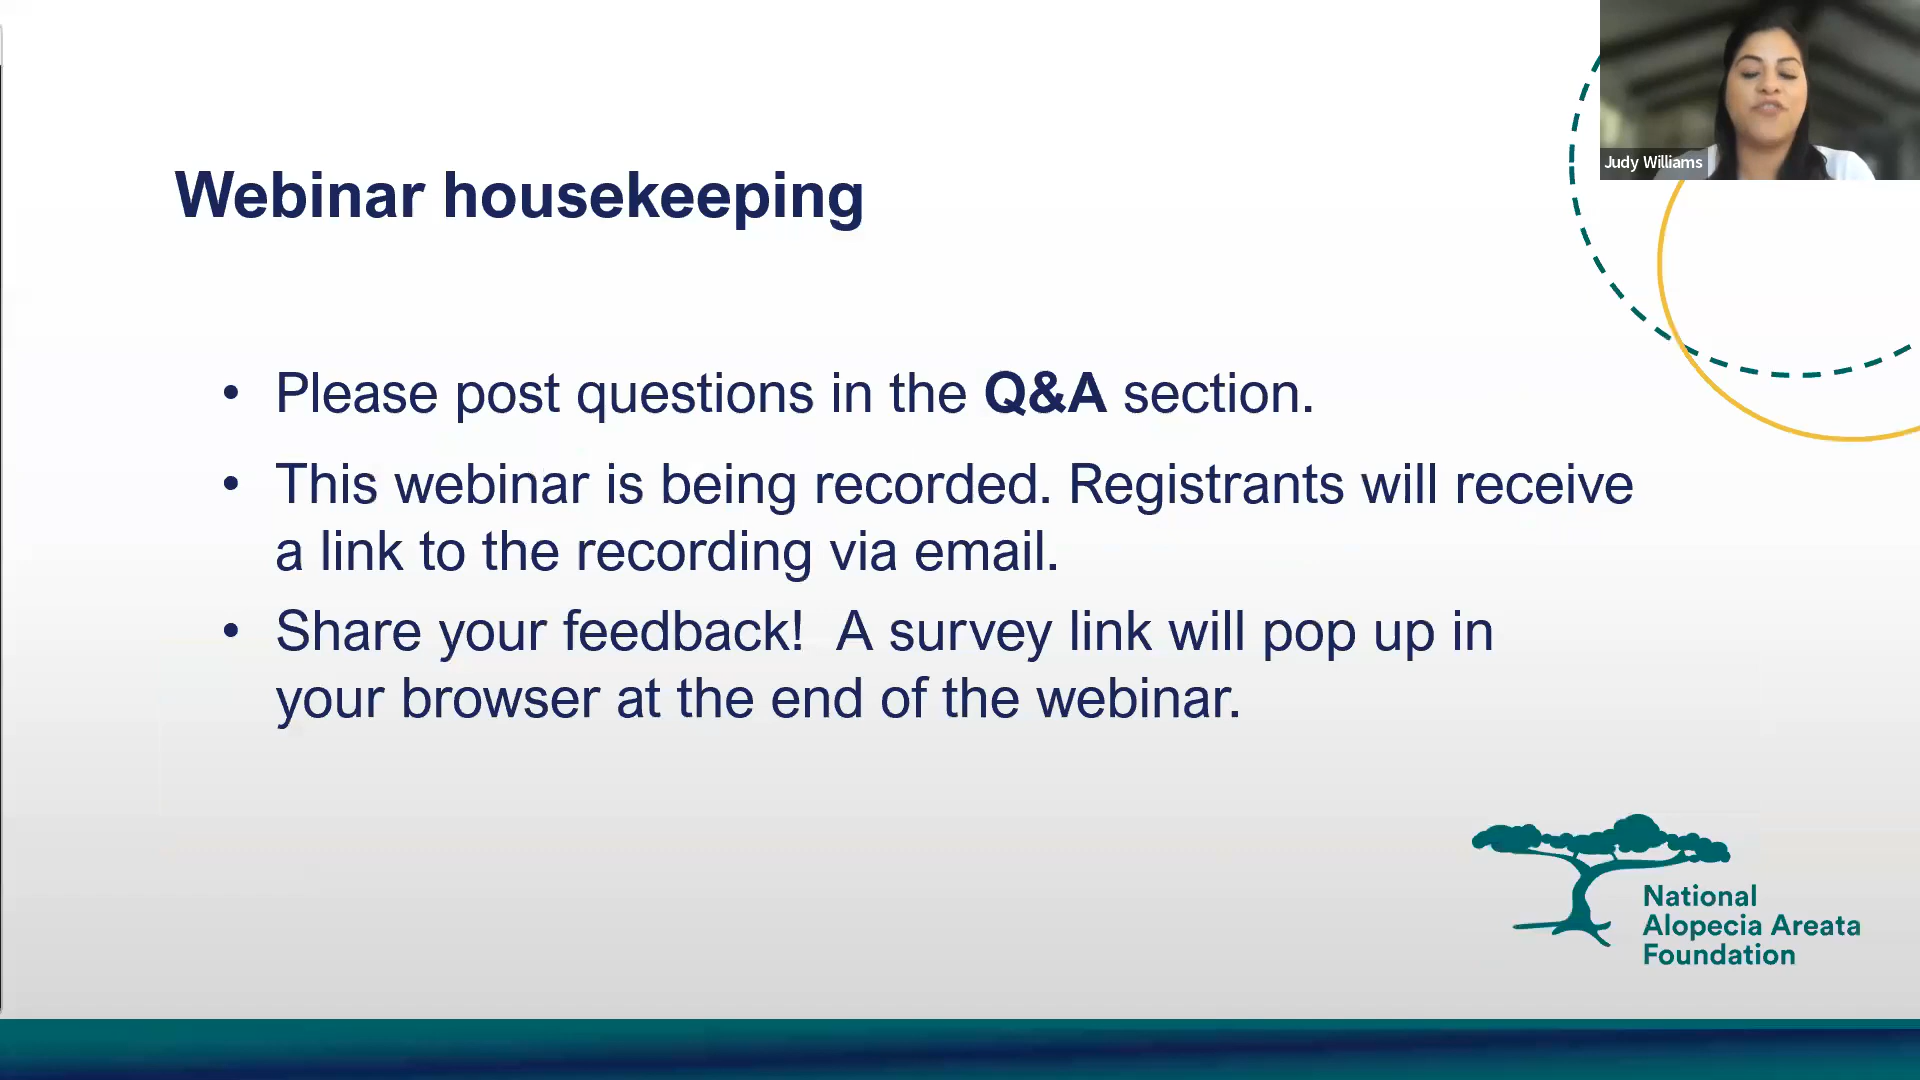 Judy Williams
Webinar housekeeping
• Please post questions in the Q&A section.
• This webinar is being recorded. Registrants will receive
a link to the recording via email.
• Share your feedback!  A survey link will pop up in
your browser at the end of the webinar.
National
Alopecia Areata
Foundation